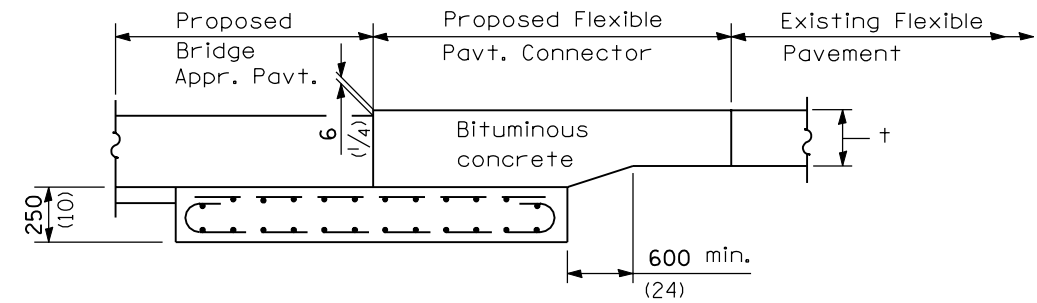 Proposed
Bridge
Appr. Pavt.
Proposed Flexible
Pavt. Connector
Existing Flexible
Pavement
6
(1/4)
Bituminous
concrete
t
250
(10)
600 min.
(24)